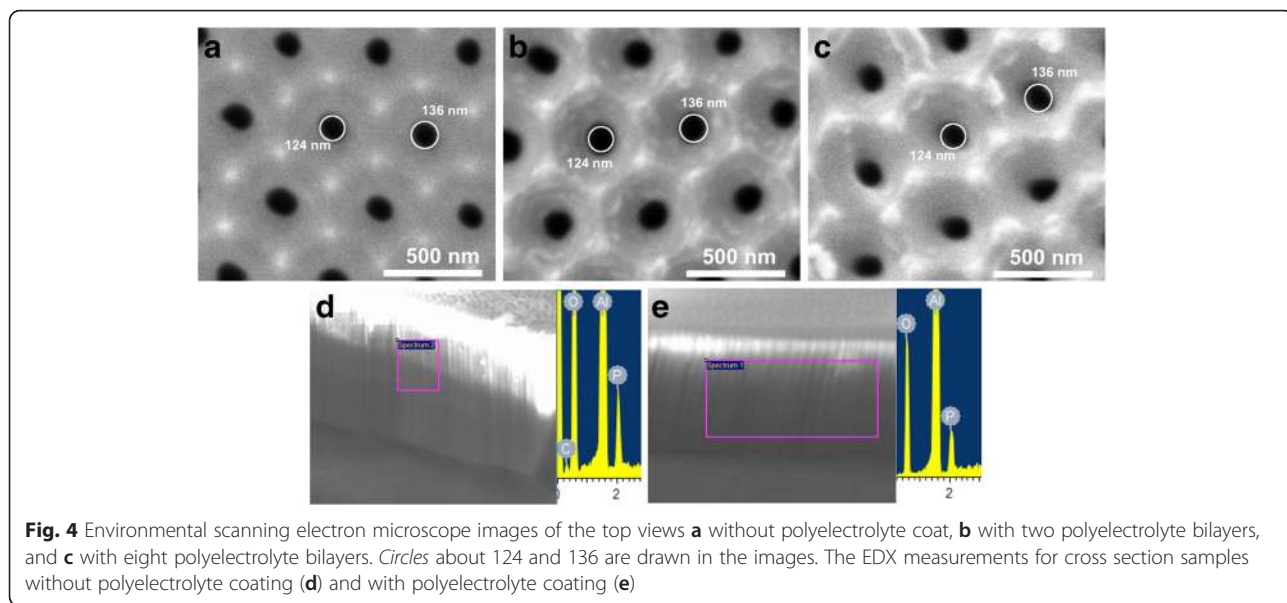 a
136 nm
124 nm
500 nm
b
136 nm
124 nm
500 nm
c
136 nm
124 nm
500 nm
d
Spectrum 2
C
O
Al
P
2
e
Spectrum 1
O
Al
P
2
Fig. 4 Environmental scanning electron microscope images of the top views a without polyelectrolyte coat, b with two polyelectrolyte bilayers,
and c with eight polyelectrolyte bilayers. Circles about 124 and 136 are drawn in the images. The EDX measurements for cross section samples
without polyelectrolyte coating (d) and with polyelectrolyte coating (e)